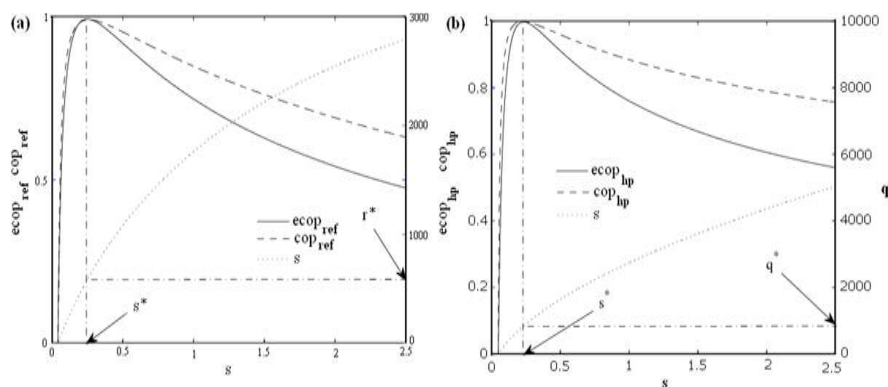 (a)
1
0.5
0
ecop_ref cop_ref
3000
2000
1000
0
ecop_ref
cop_ref
s
r*
s*
0
0.5
1
1.5
2
2.5
s
(b)
1
0.8
0.6
0.4
0.2
0
ecop_hp cop_hp
10000
8000
6000
4000
2000
0
q
ecop_hp
cop_hp
s
q*
s*
0.5
1
1.5
2
2.5
s